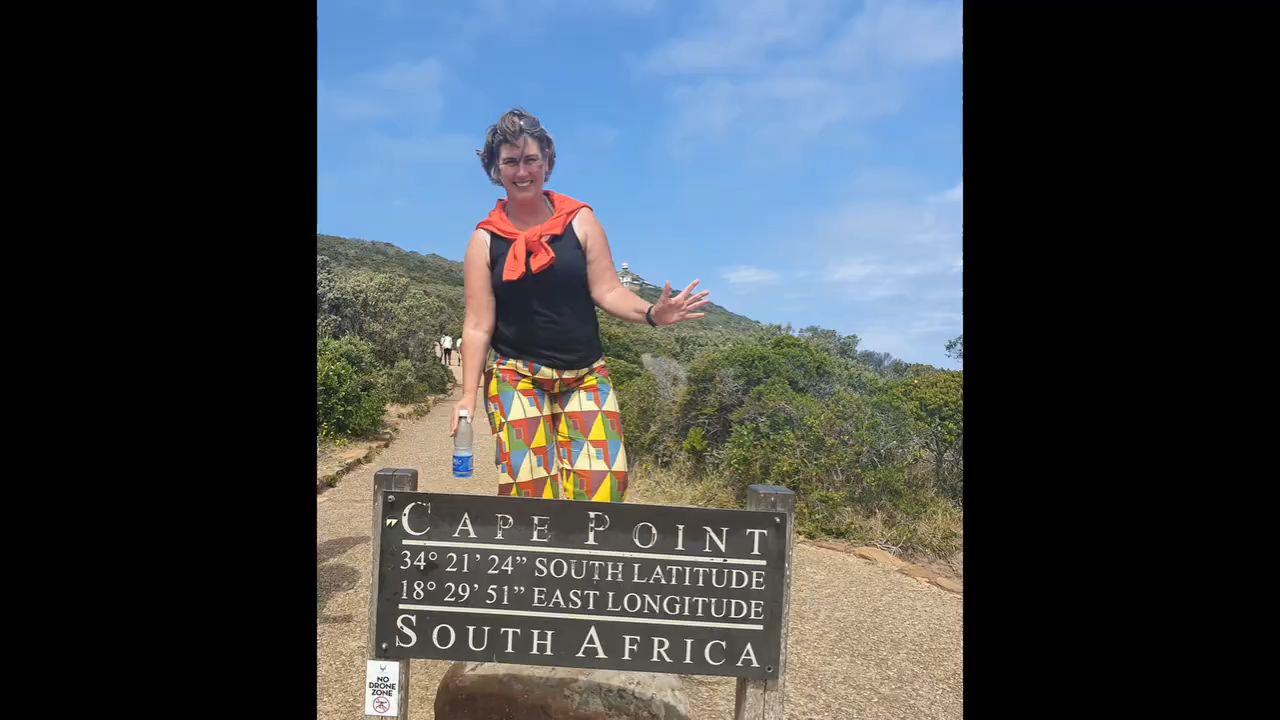 CAPE POINT
34° 21' 24” SOUTH LATITUDE
18° 29' 51” EAST LONGITUDE
SOUTH AFRICA
NO
DRONE
ZONE